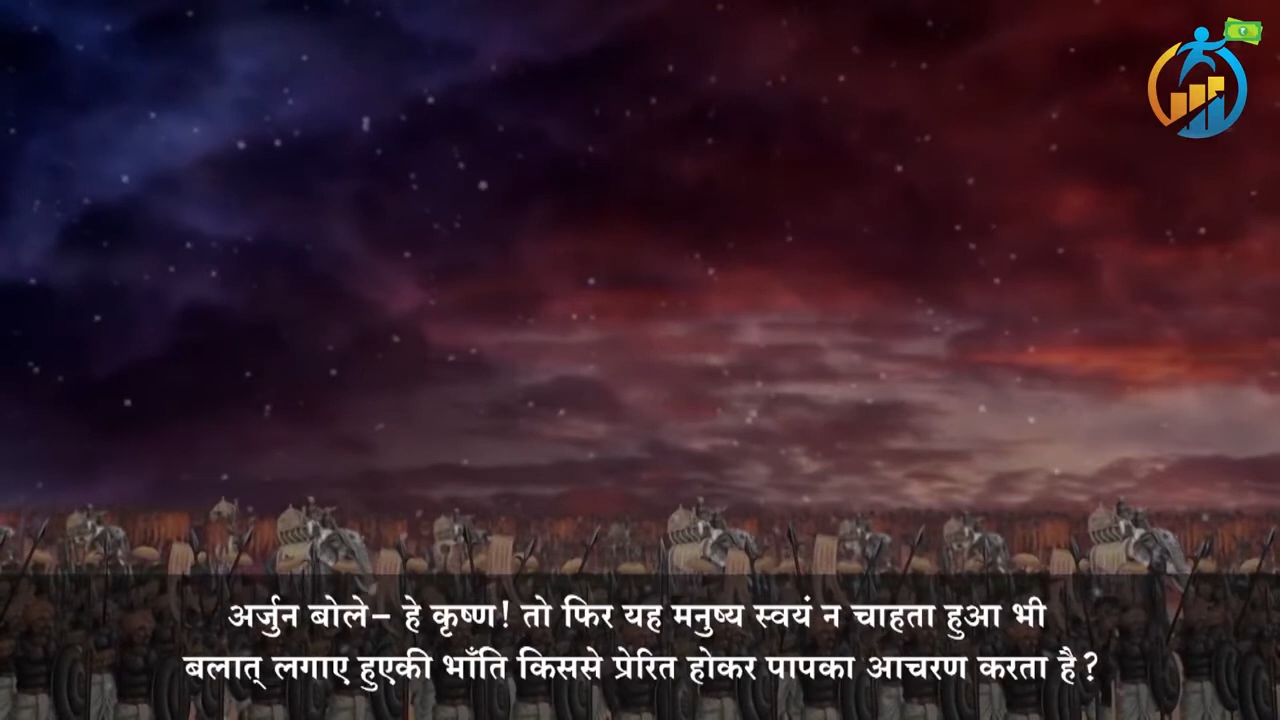 अर्जुन बोले– हे कृष्ण! तो फिर यह मनुष्य स्वयं न चाहता हुआ भी
बलात् लगाए हुएकी भाँति किससे प्रेरित होकर पापका आचरण करता है?